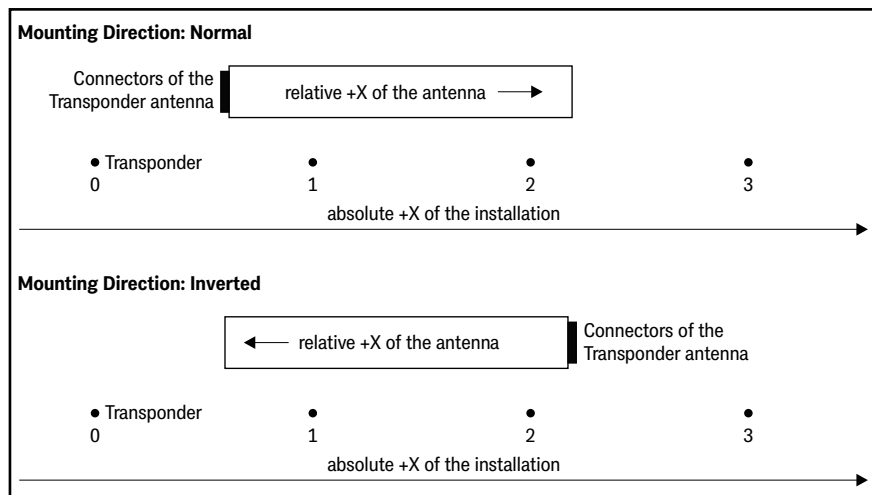 Mounting Direction: Normal
Connectors of the
Transponder antenna
relative +X of the antenna
Transponder
0
1
2
3
absolute +X of the installation
Mounting Direction: Inverted
relative +X of the antenna
Connectors of the
Transponder antenna
Transponder
0
1
2
3
absolute +X of the installation